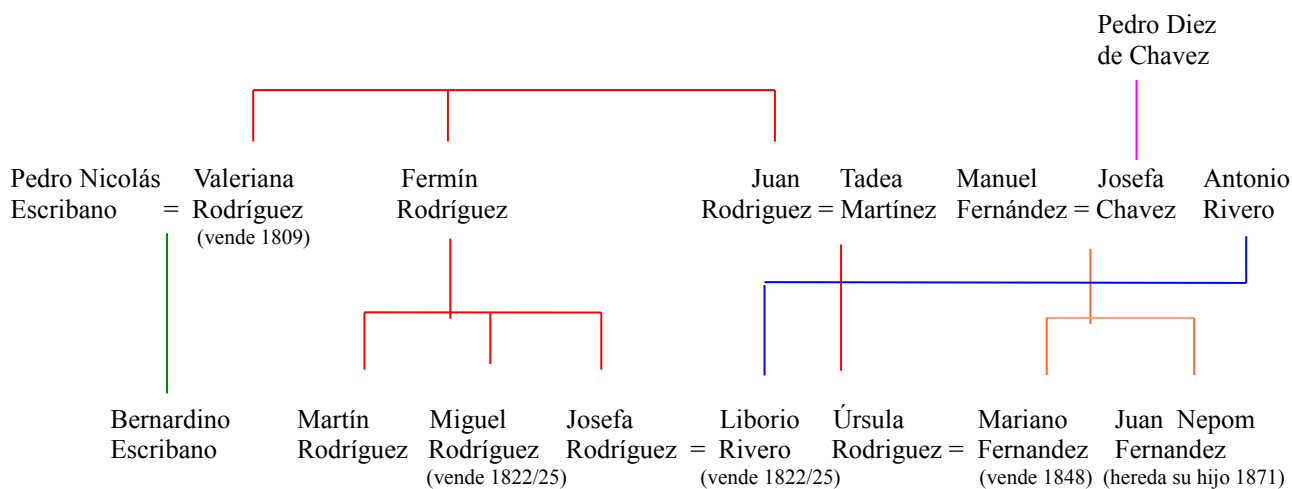 Pedro Diez
de Chavez
Pedro Nicolás Valeriana Fermín Juan Tadea Manuel Josefa Antonio
Escribano = Rodríguez Rodríguez Rodriguez = Martínez Fernández = Chavez Rivero
(vende 1809)
Bernardino Martín Miguel Josefa Liborio Úrsula Mariano Juan Nepom
Escribano Rodríguez Rodríguez Rodríguez = Rivero Rodriguez = Fernandez Fernandez
(vende 1822/25) (vende 1822/25) (vende 1848) (hereda su hijo 1871)